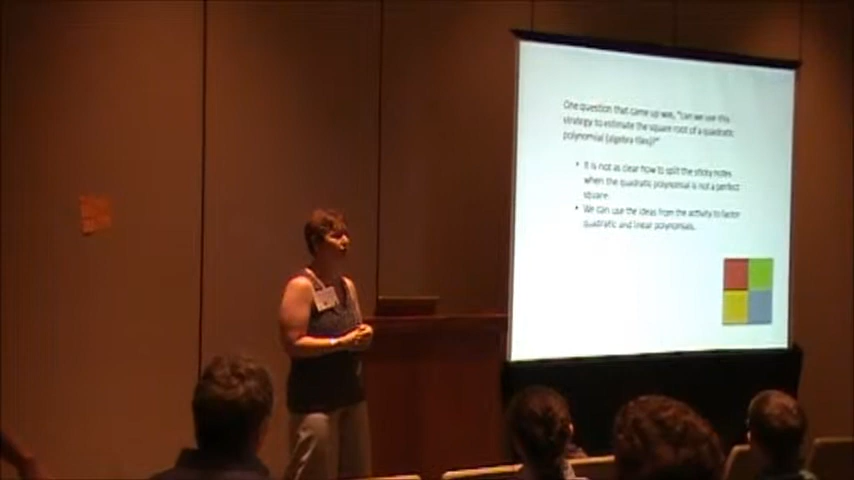 One question that came up was, "can we use this
strategy to estimate the square root of a quadratic
polynomial (algebra tiles)?"
• It is not as clear how to split the sticky notes
when the quadratic polynomial is not a perfect
square.
• We can use the ideas from the activity to factor
quadratic and linear polynomials.